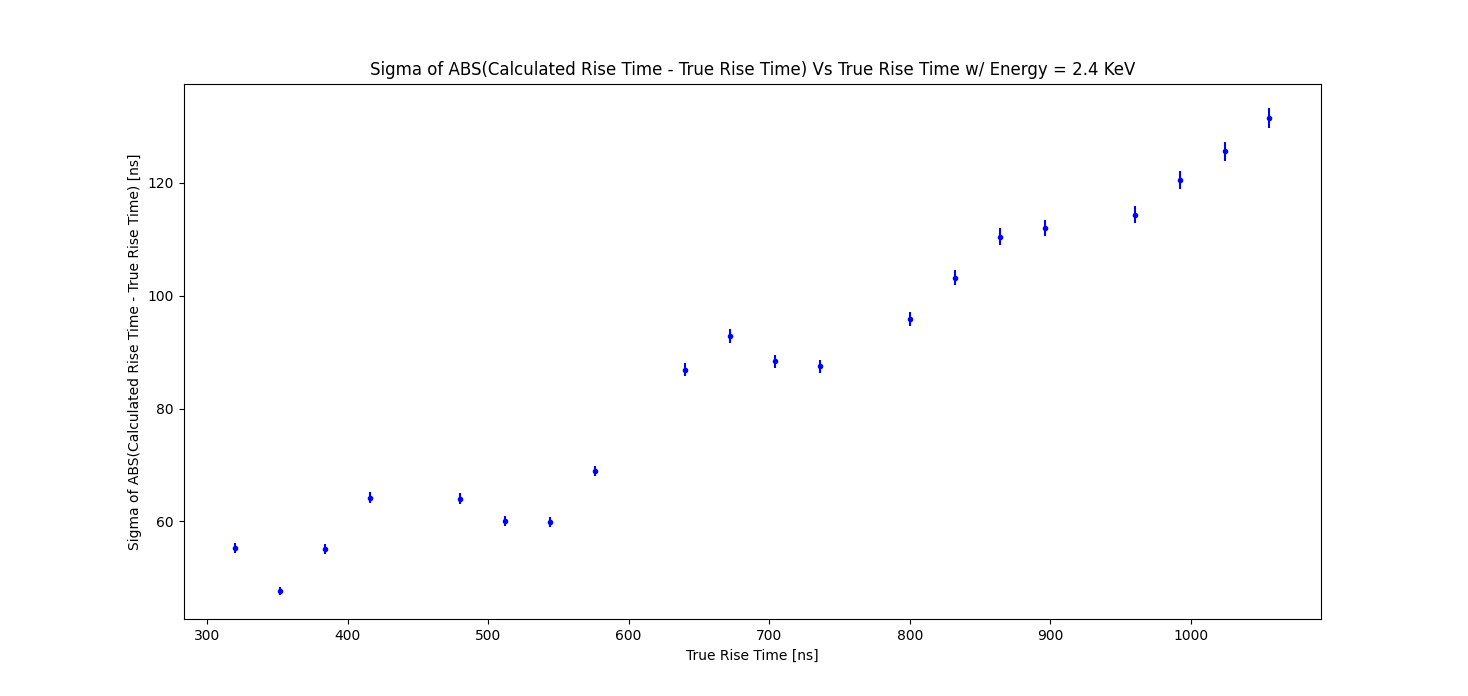 Sigma of ABS(Calculated Rise Time - True Rise Time) Vs True Rise Time w/ Energy = 2.4 KeV
Sigma of ABS(Calculated Rise Time - True Rise Time) [ns]
120
100
80
60
300 400 500 600 700 800 900 1000
True Rise Time [ns]